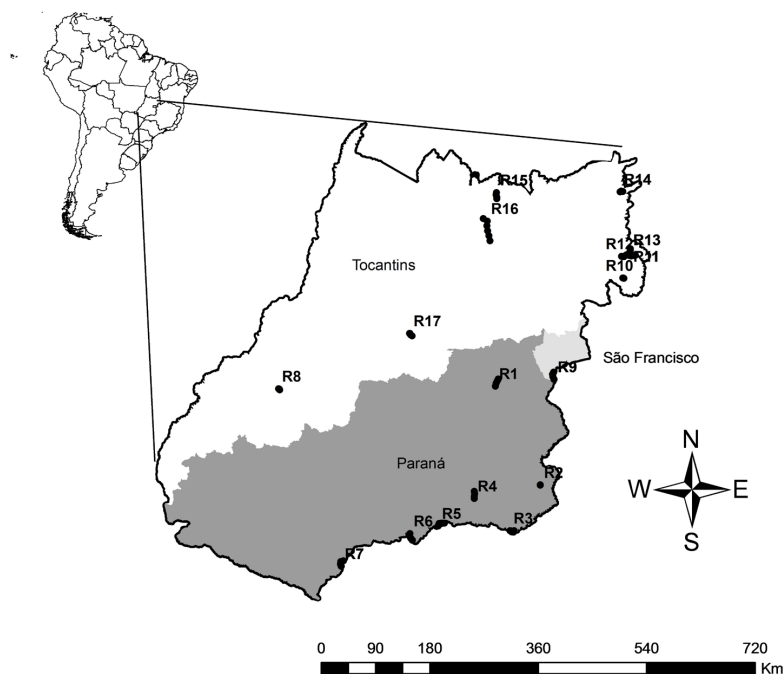 R15
R14
R16
R12
R13
R11
R10
Tocantins
R17
São Francisco
R9
R8
R1
Paraná
R2
R4
R5
R6
R3
R7
N
W
E
S
0 90 180 360 540 720
Km